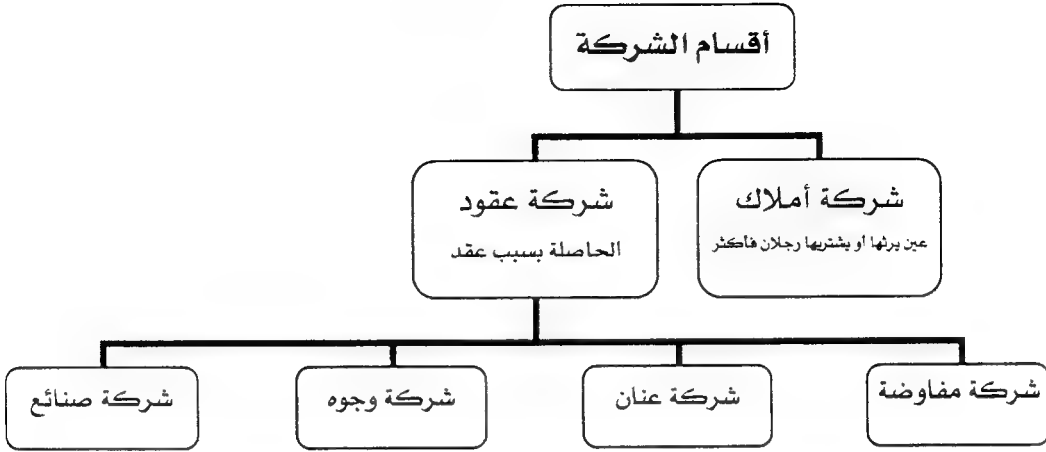 أقسام الشركة
شركة أملاك
عين يرثها أو يشتريها رجلان فأكثر
شركة عقود
الحاصلة بسبب عقد
شركة مفاوضة
شركة عنان
شركة وجوه
شركة صنائع